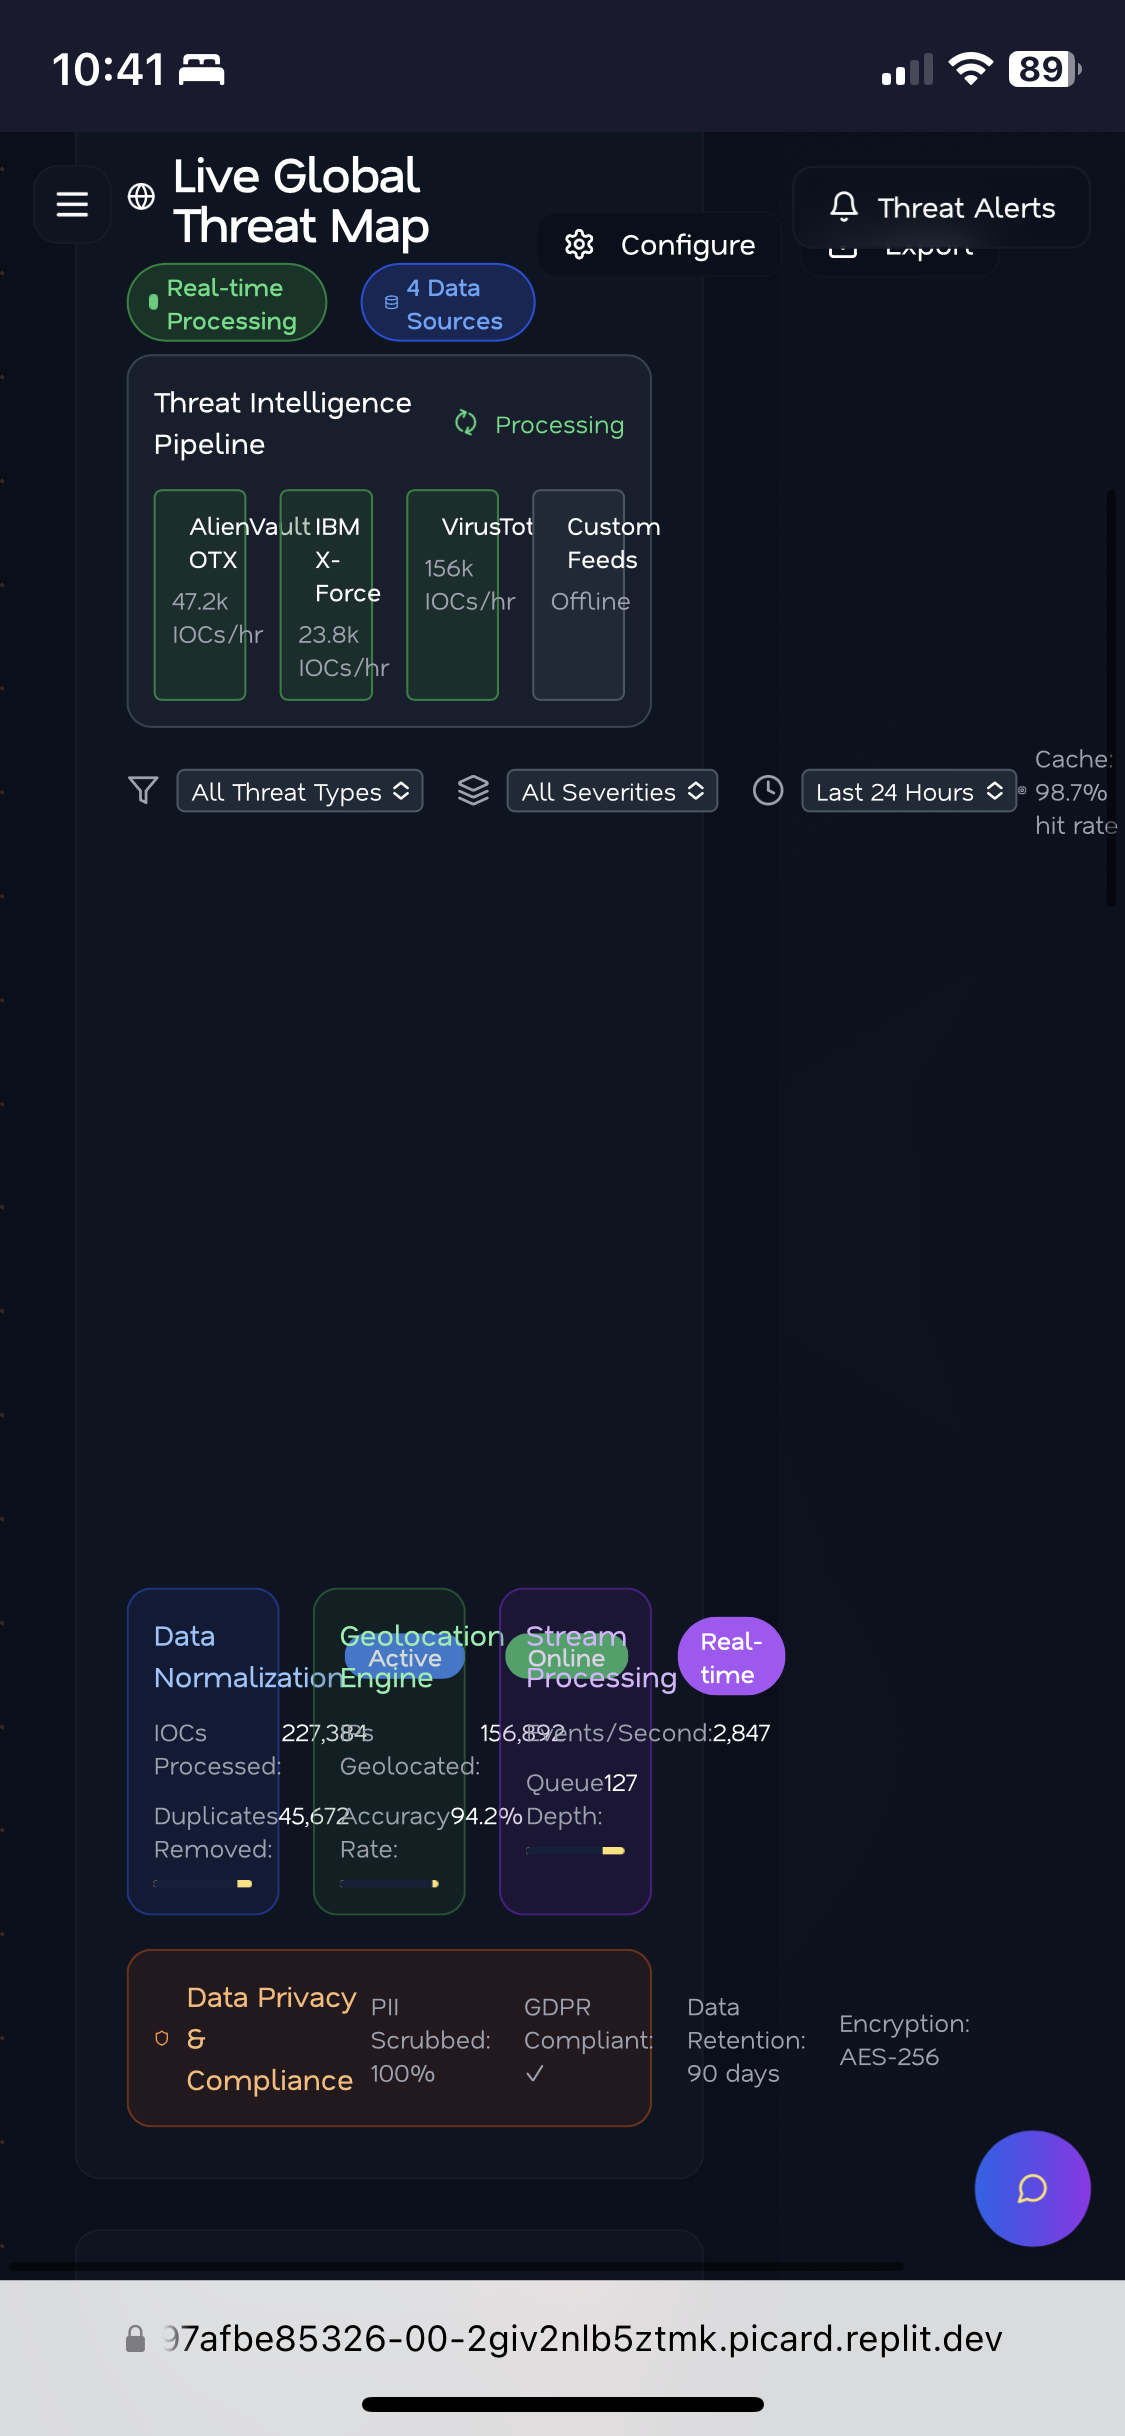 10:41
89
Live Global
Threat Map
Threat Alerts
Configure
Export
Real-time
Processing
4 Data
Sources
Threat Intelligence
Pipeline
Processing
AlienVault
OTX
47.2k
IOCs/hr
IBM
X-
Force
23.8k
IOCs/hr
VirusTot
156k
IOCs/hr
Custom
Feeds
Offline
All Threat Types
All Severities
Last 24 Hours
Cache:
98.7%
hit rate
Data
Normalization
Active
IOCs
Processed:
227,384
Duplicates
Removed:
45,672
Geolocation
Engine
Online
IPs
Geolocated:
156,892
Accuracy
Rate:
94.2%
Stream
Processing
Real-
time
Events/Second:
2,847
Queue
Depth:
127
Data Privacy
&
Compliance
PII
Scrubbed:
100%
GDPR
Compliant:
✓
Data
Retention:
90 days
Encryption:
AES-256
97afbe85326-00-2giv2nlb5ztmk.picard.replit.dev